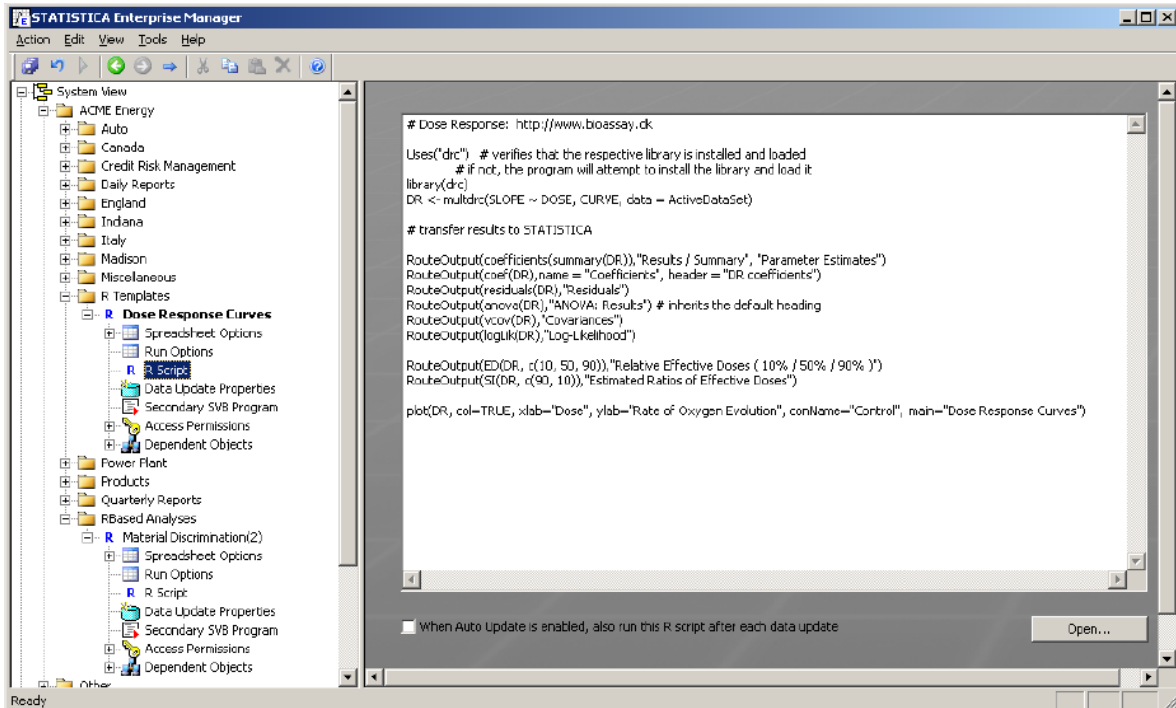 STATISTICA Enterprise Manager
Action Edit View Tools Help
System View
ACME Energy
Auto
Canada
Credit Risk Management
Daily Reports
England
Indiana
Italy
Madison
Miscellaneous
R Templates
R Dose Response Curves
Spreadsheet Options
Run Options
R R Script
Data Update Properties
Secondary SVB Program
Access Permissions
Dependent Objects
Power Plant
Products
Quarterly Reports
RBased Analyses
R Material Discrimination(2)
Spreadsheet Options
Run Options
R R Script
Data Update Properties
Secondary SVB Program
Access Permissions
Dependent Objects
Other
# Dose Response: http://www.bioassay.dk
Uses("drc") # verifies that the respective library is installed and loaded
# if not, the program will attempt to install the library and load it
library(drc)
DR <- multdrc(SLOPE ~ DOSE, CURVE, data = ActiveDataSet)
# transfer results to STATISTICA
RouteOutput(coefficients(summary(DR)),"Results / Summary", "Parameter Estimates")
RouteOutput(coef(DR),name = "Coefficients", header = "DR coefficients")
RouteOutput(residuals(DR),"Residuals")
RouteOutput(anova(DR),"ANOVA: Results") # inherits the default heading
RouteOutput(vcov(DR),"Covariances")
RouteOutput(logLik(DR),"Log-Likelihood")
RouteOutput(ED(DR, c(10, 50, 90)),"Relative Effective Doses ( 10% / 50% / 90% )")
RouteOutput(SI(DR, c(90, 10)),"Estimated Ratios of Effective Doses")
plot(DR, col=TRUE, xlab="Dose", ylab="Rate of Oxygen Evolution", conName="Control", main="Dose Response Curves")
When Auto Update is enabled, also run this R script after each data update
Open...
Ready